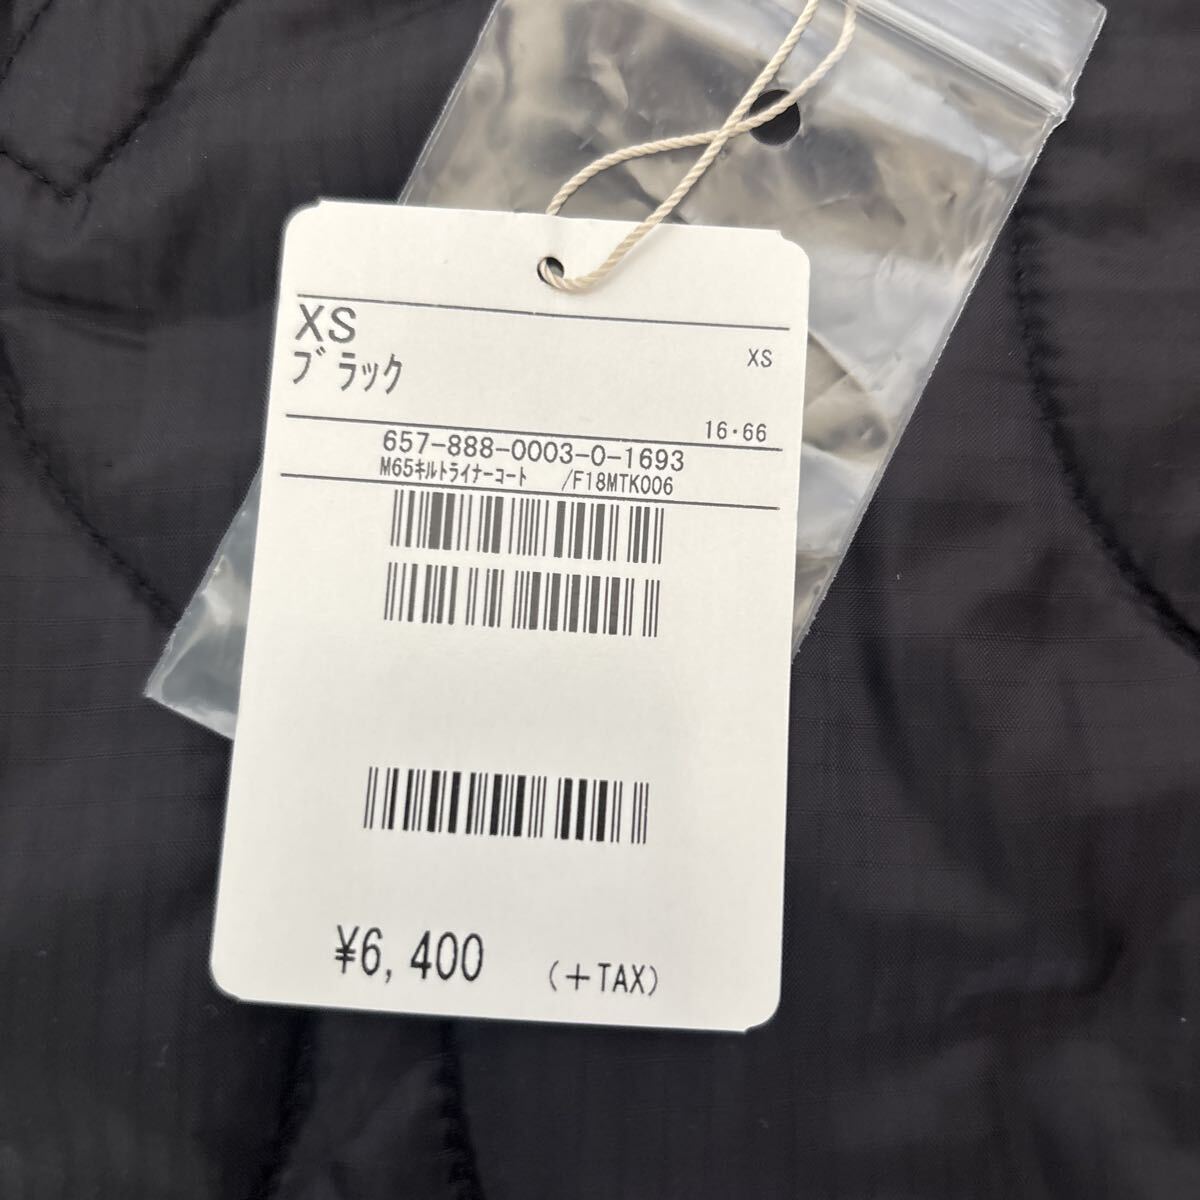 XS
XS
ブラック
16・66
657-888-0003-0-1693
M65ｷﾙﾄﾗｲﾅｰｺｰﾄ /F18MTK006
¥6,400 (+TAX)